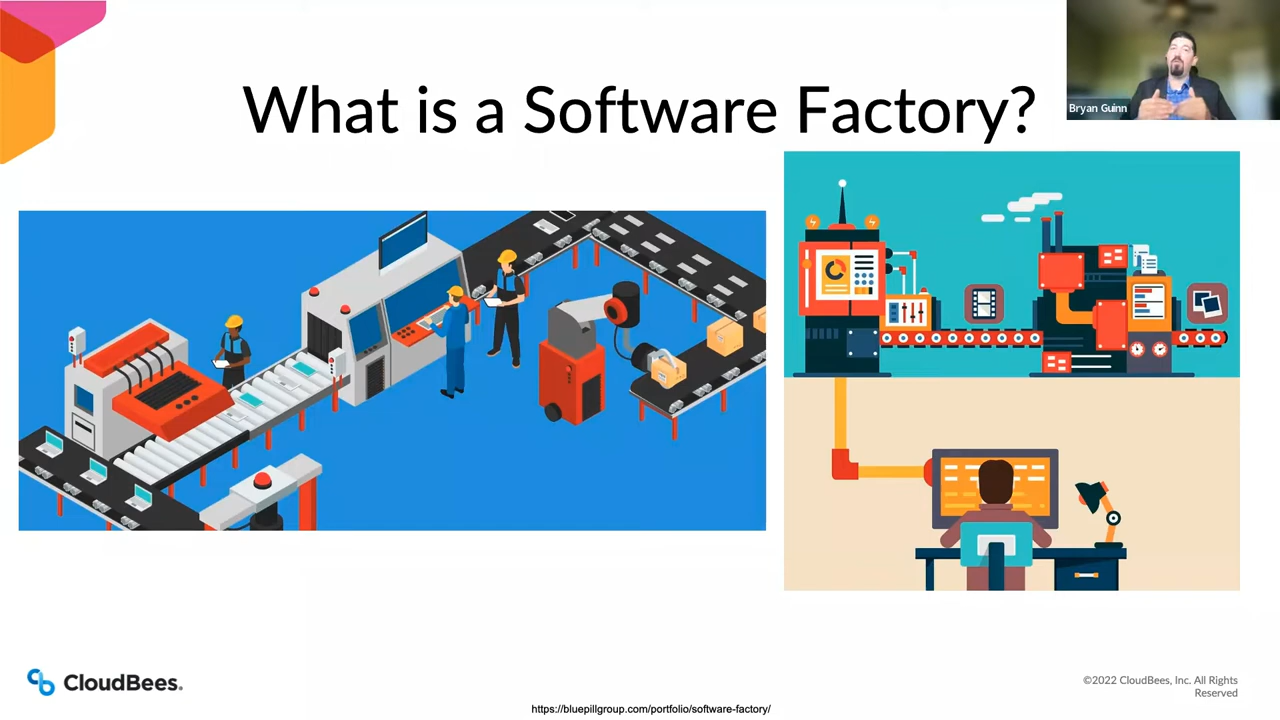 What is a Software Factory?
Bryan Guinn
CloudBees.
©2022 CloudBees, Inc. All Rights
Reserved
https://bluepillgroup.com/portfolio/software-factory/